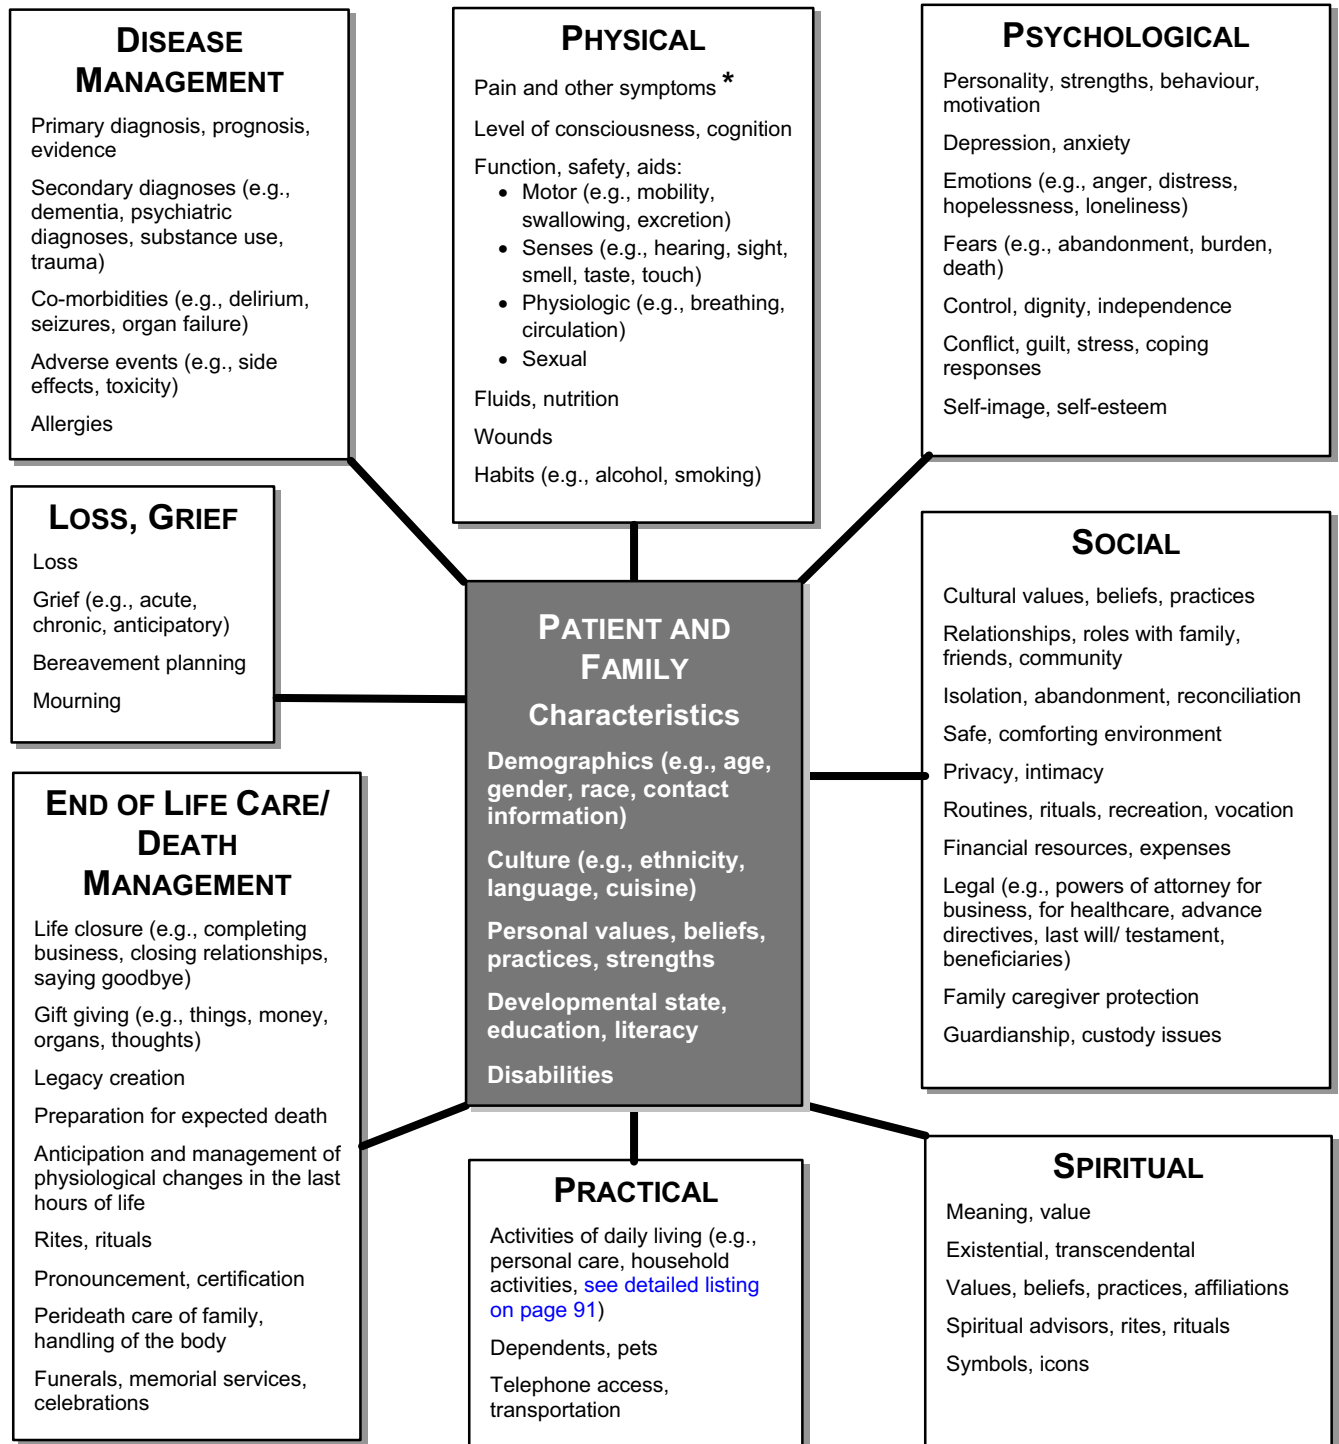 DISEASE
MANAGEMENT
Primary diagnosis, prognosis,
evidence
Secondary diagnoses (e.g.,
dementia, psychiatric
diagnoses, substance use,
trauma)
Co-morbidities (e.g., delirium,
seizures, organ failure)
Adverse events (e.g., side
effects, toxicity)
Allergies
PHYSICAL
Pain and other symptoms *
Level of consciousness, cognition
Function, safety, aids:
• Motor (e.g., mobility,
swallowing, excretion)
• Senses (e.g., hearing, sight,
smell, taste, touch)
• Physiologic (e.g., breathing,
circulation)
• Sexual
Fluids, nutrition
Wounds
Habits (e.g., alcohol, smoking)
PSYCHOLOGICAL
Personality, strengths, behaviour,
motivation
Depression, anxiety
Emotions (e.g., anger, distress,
hopelessness, loneliness)
Fears (e.g., abandonment, burden,
death)
Control, dignity, independence
Conflict, guilt, stress, coping
responses
Self-image, self-esteem
LOSS, GRIEF
Loss
Grief (e.g., acute,
chronic, anticipatory)
Bereavement planning
Mourning
PATIENT AND
FAMILY
Characteristics
Demographics (e.g., age,
gender, race, contact
information)
Culture (e.g., ethnicity,
language, cuisine)
Personal values, beliefs,
practices, strengths
Developmental state,
education, literacy
Disabilities
SOCIAL
Cultural values, beliefs, practices
Relationships, roles with family,
friends, community
Isolation, abandonment, reconciliation
Safe, comforting environment
Privacy, intimacy
Routines, rituals, recreation, vocation
Financial resources, expenses
Legal (e.g., powers of attorney for
business, for healthcare, advance
directives, last will/ testament,
beneficiaries)
Family caregiver protection
Guardianship, custody issues
END OF LIFE CARE/
DEATH
MANAGEMENT
Life closure (e.g., completing
business, closing relationships,
saying goodbye)
Gift giving (e.g., things, money,
organs, thoughts)
Legacy creation
Preparation for expected death
Anticipation and management of
physiological changes in the last
hours of life
Rites, rituals
Pronouncement, certification
Perideath care of family,
handling of the body
Funerals, memorial services,
celebrations
PRACTICAL
Activities of daily living (e.g.,
personal care, household
activities, see detailed listing
on page 91)
Dependents, pets
Telephone access,
transportation
SPIRITUAL
Meaning, value
Existential, transcendental
Values, beliefs, practices, affiliations
Spiritual advisors, rites, rituals
Symbols, icons